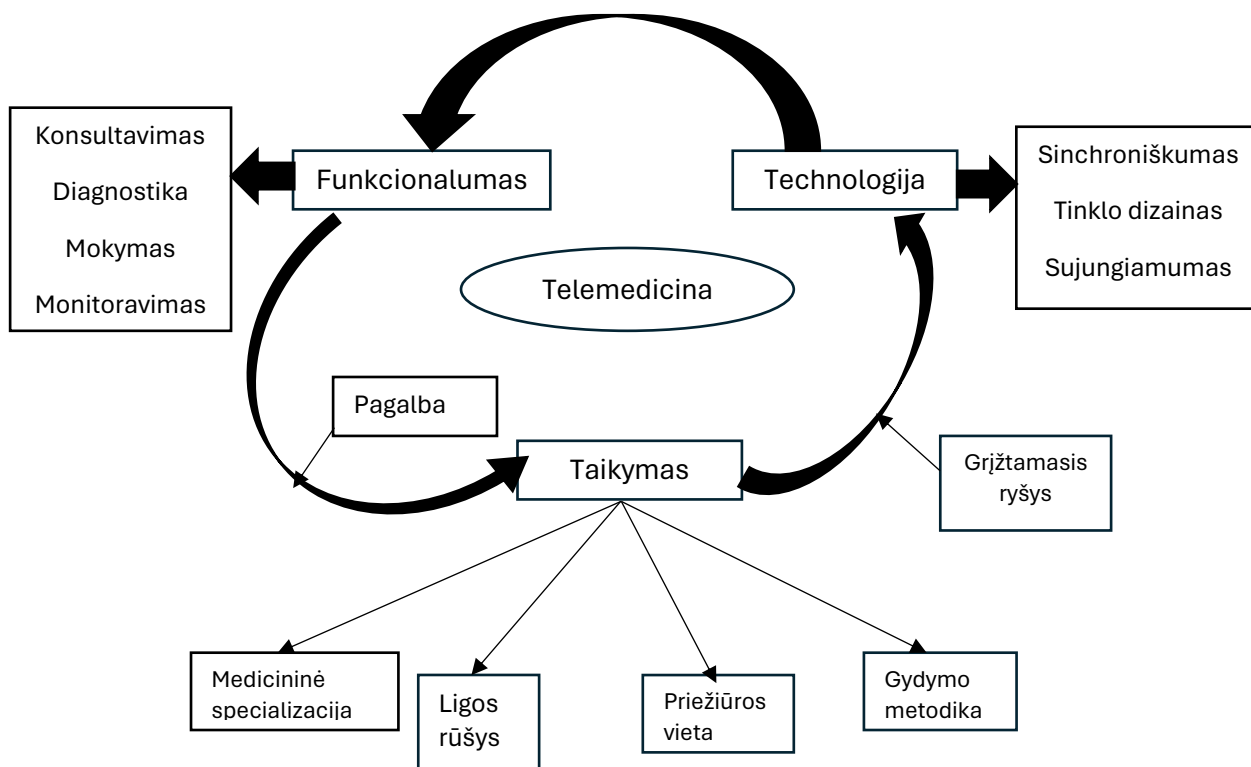 Konsultavimas
Diagnostika
Mokymas
Monitoravimas
Funkcionalumas
Technologija
Sinchroniškumas
Tinklo dizainas
Sujungiamumas
Telemedicina
Pagalba
Taikymas
Grįžtamasis
ryšys
Medicininė
specializacija
Ligos
rūšys
Priežiūros
vieta
Gydymo
metodika